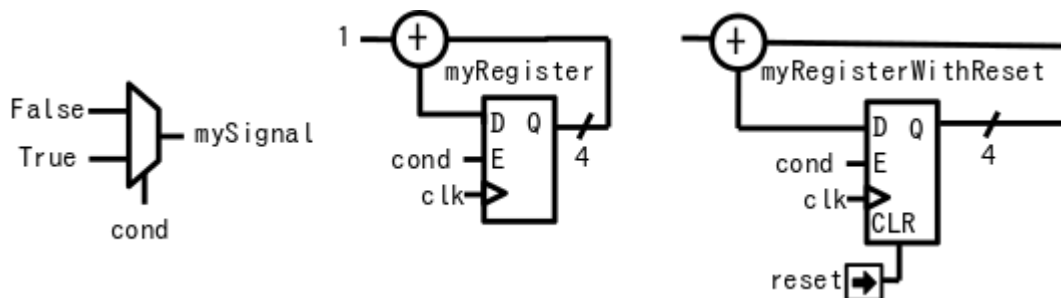 False
True
mySignal
cond
1
+
myRegister
D Q
cond E
clk
4
+
myRegisterWithReset
D Q
cond E
clk
CLR
4
reset